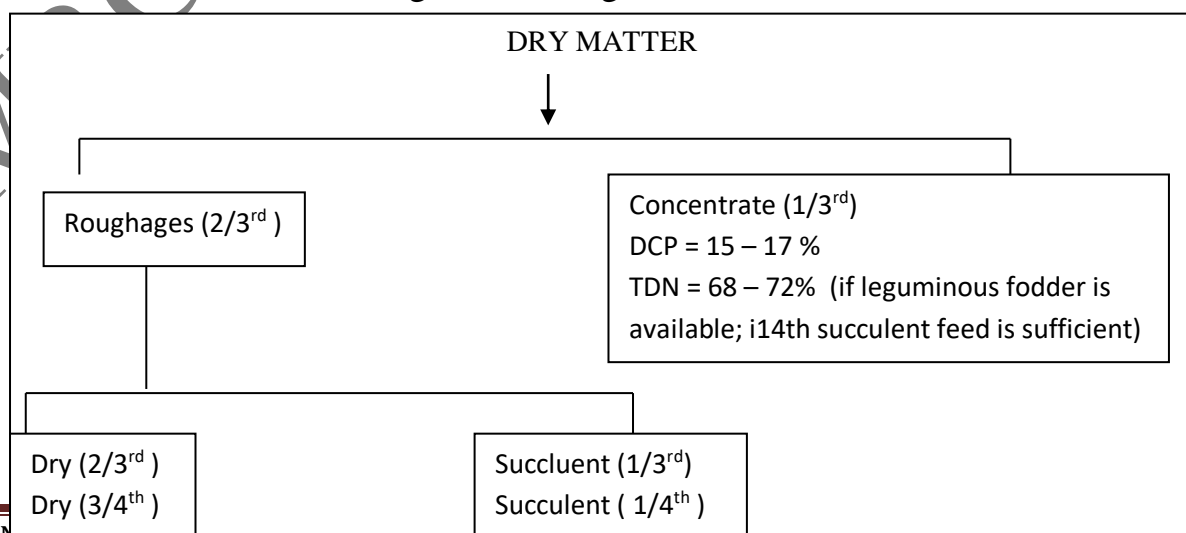 DRY MATTER
Roughages (2/3rd )
Concentrate (1/3rd)
DCP = 15 – 17 %
TDN = 68 – 72% (if leguminous fodder is
available; i14th succulent feed is sufficient)
Dry (2/3rd )
Dry (3/4th )
Succluent (1/3rd)
Succulent ( 1/4th )